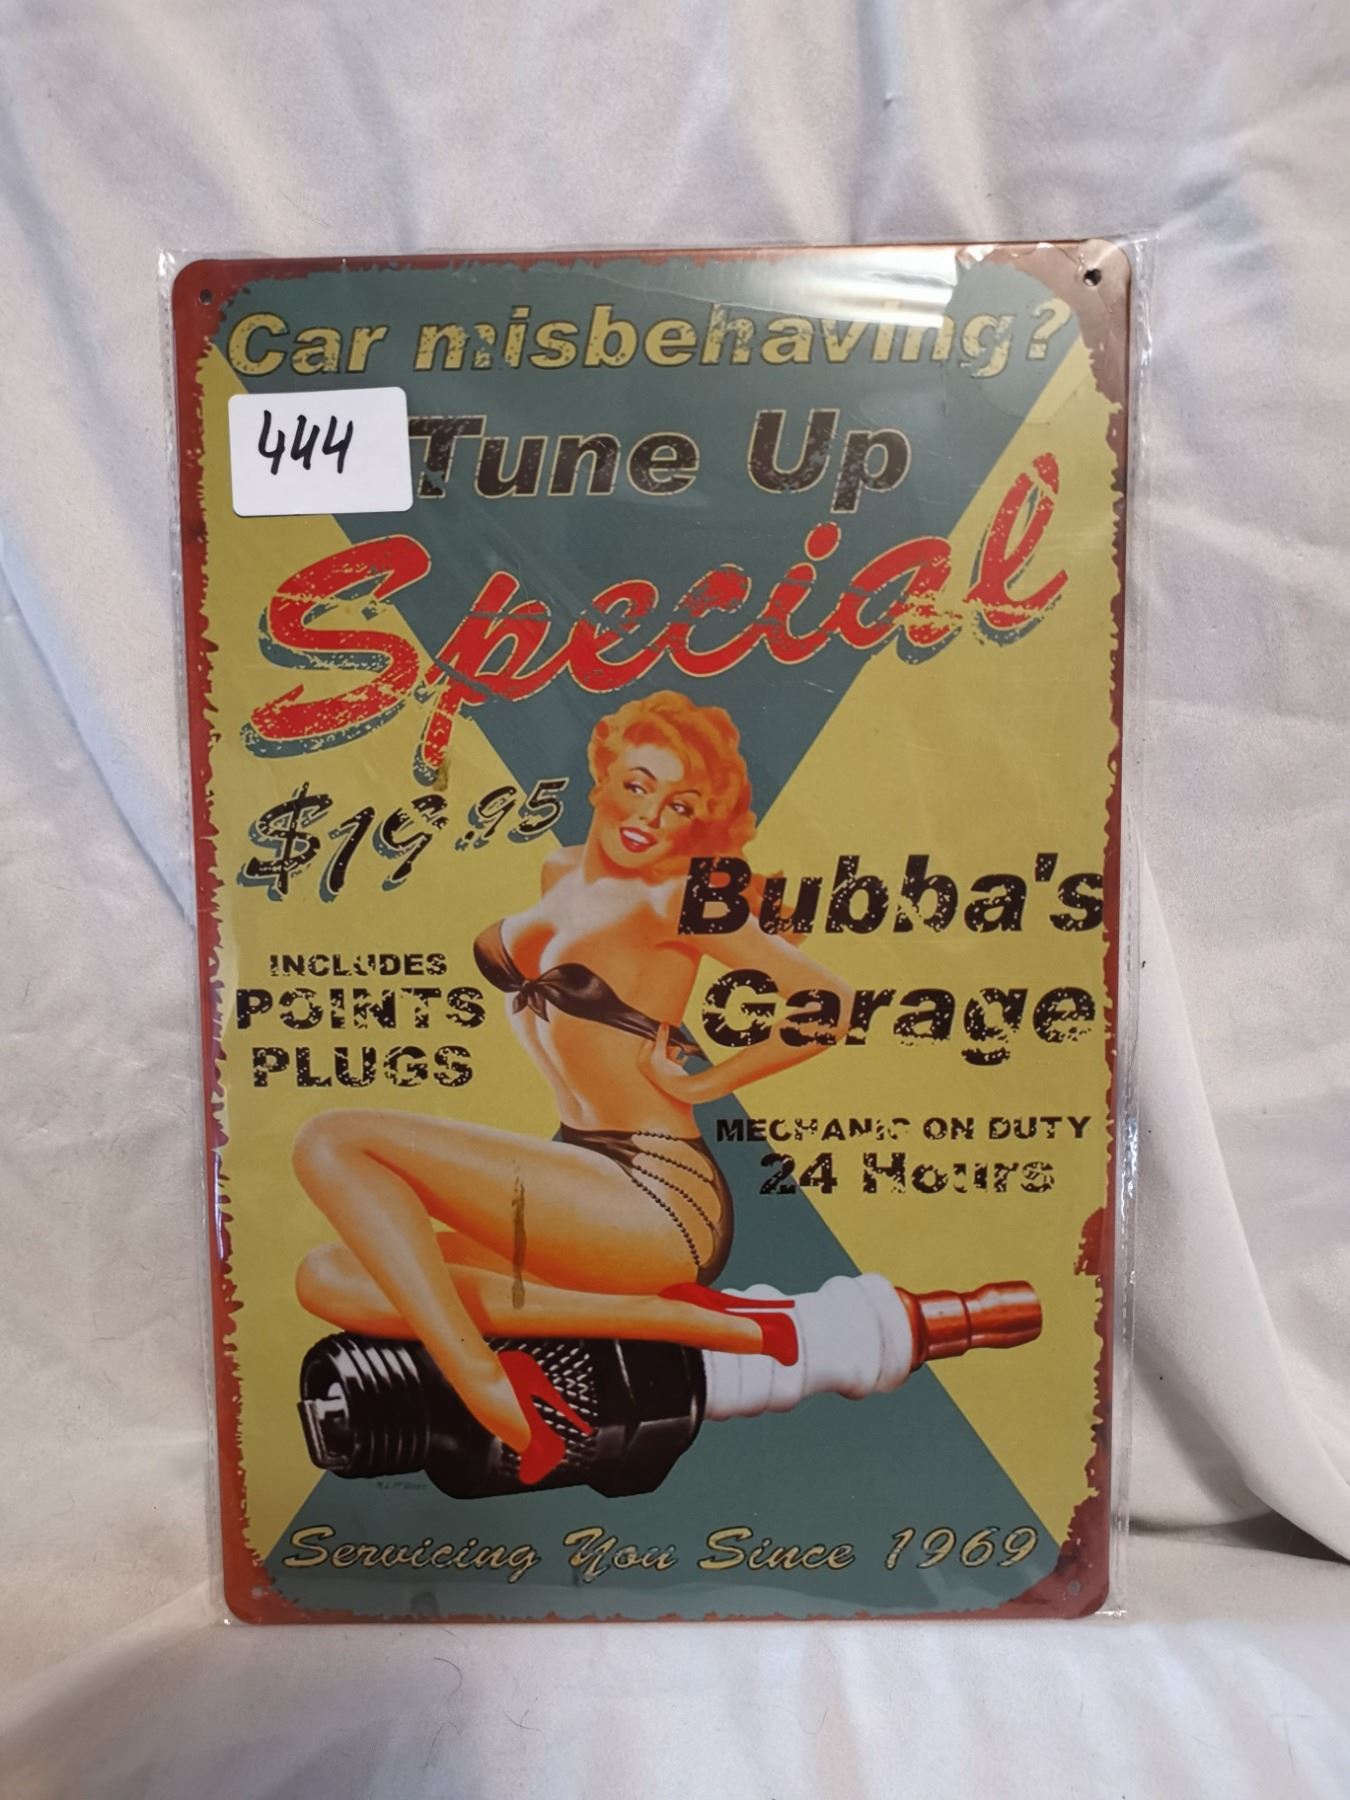 Car misbehaving?
444
Tune Up
Special
$19.95
Bubba's
Garage
INCLUDES
POINTS
PLUGS
MECHANIC ON DUTY
24 Hours
Servicing You Since 1969